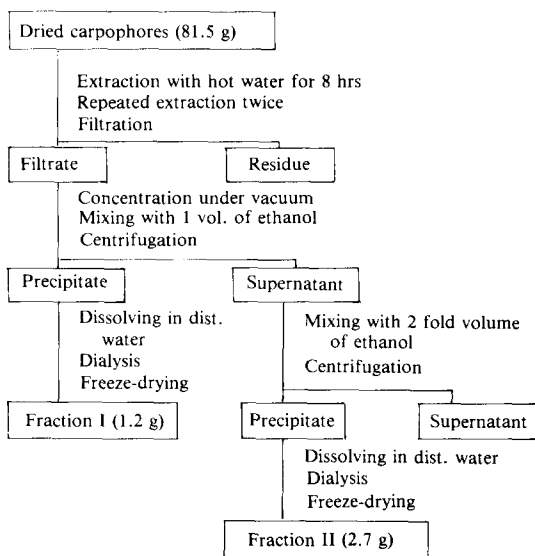 Dried carpophores (81.5 g)
Extraction with hot water for 8 hrs
Repeated extraction twice
Filtration
Filtrate
Residue
Concentration under vacuum
Mixing with 1 vol. of ethanol
Centrifugation
Precipitate
Supernatant
Dissolving in dist.
water
Dialysis
Freeze-drying
Mixing with 2 fold volume
of ethanol
Centrifugation
Fraction I (1.2 g)
Precipitate
Supernatant
Dissolving in dist. water
Dialysis
Freeze-drying
Fraction II (2.7 g)